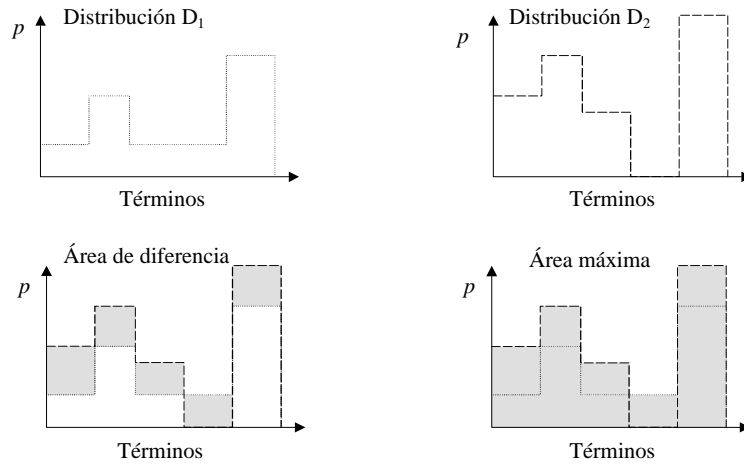 Distribución D₁
p
Términos
Distribución D₂
p
Términos
Área de diferencia
p
Términos
Área máxima
p
Términos